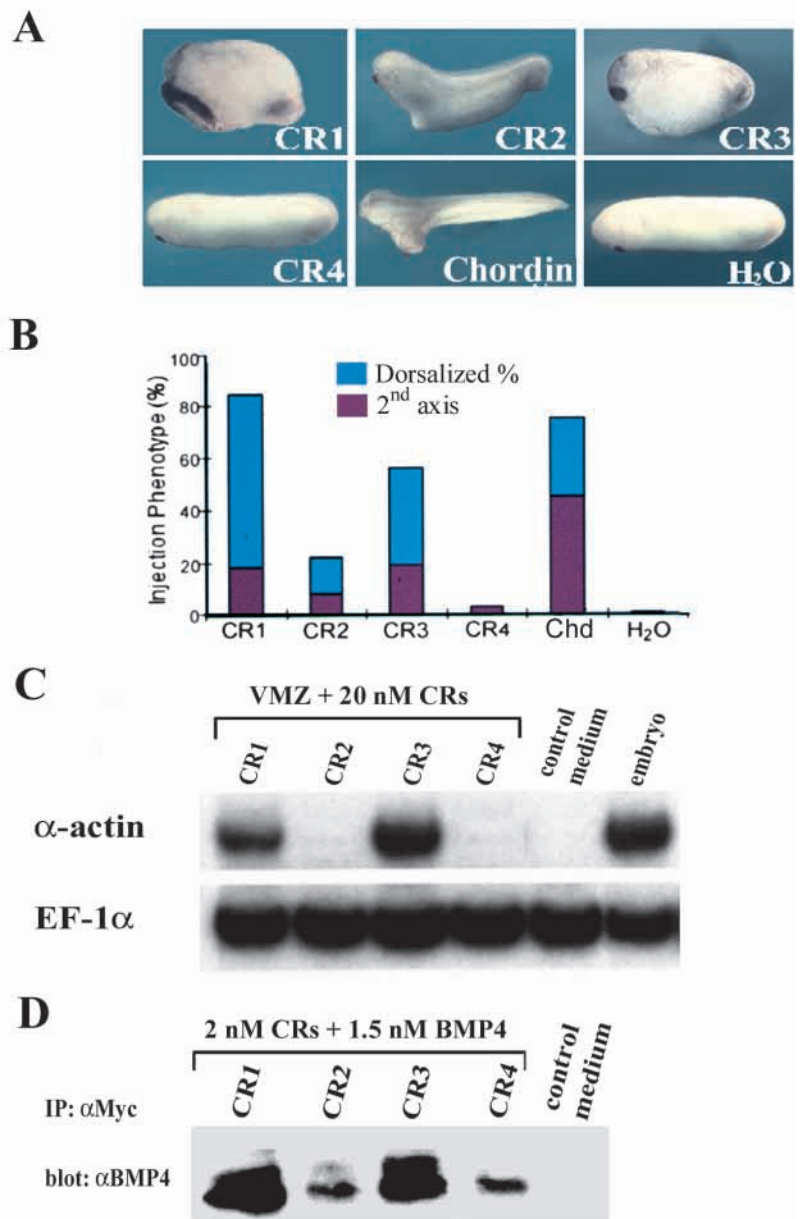 A
CR1
CR2
CR3
CR4
Chordin
H₂O
B
Injection Phenotype (%)
100
80
60
40
20
0
Dorsalized %
2nd axis
CR1 CR2 CR3 CR4 Chd H₂O
C
VMZ + 20 nM CRs
CR1 CR2 CR3 CR4 control medium embryo
α-actin
EF-1α
D
2 nM CRs + 1.5 nM BMP4
CR1 CR2 CR3 CR4 control medium
IP: αMyc
blot: αBMP4